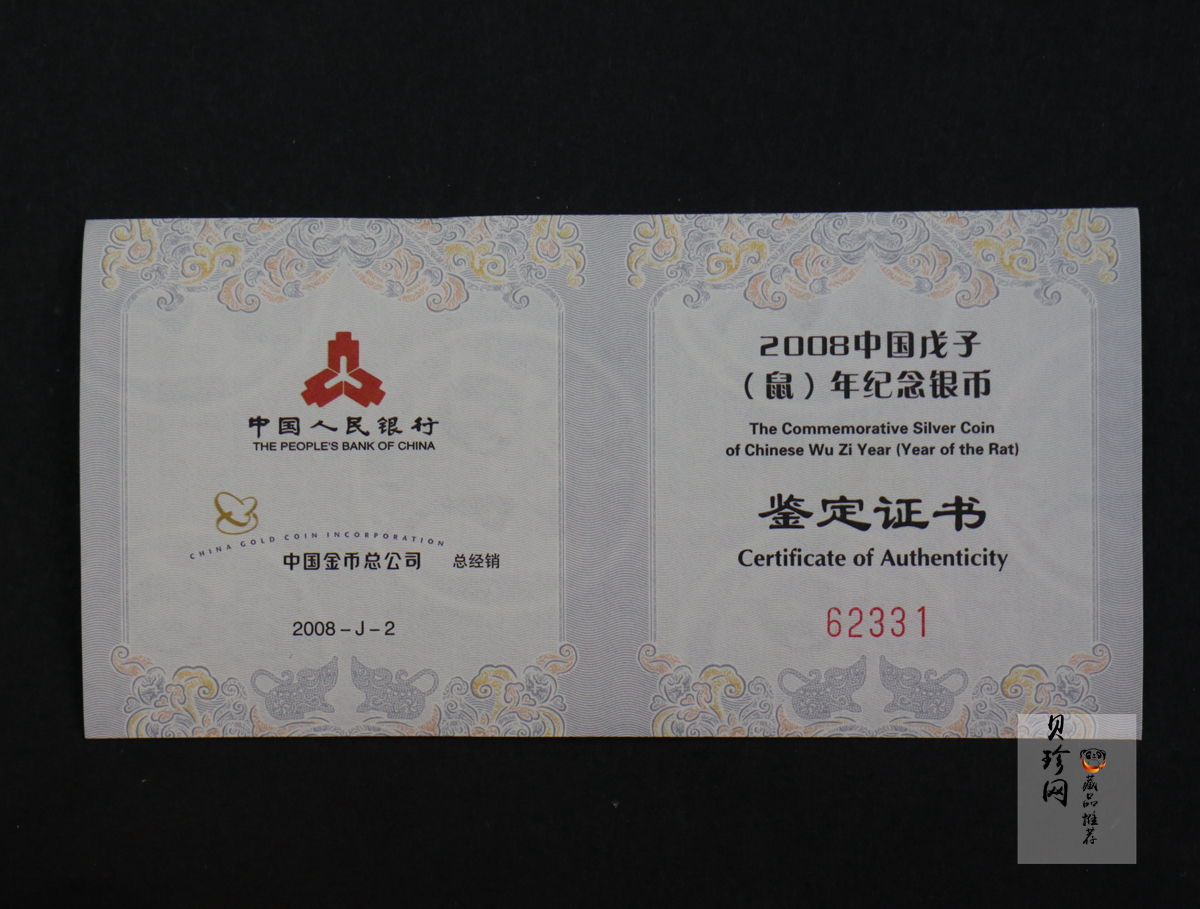 中国人民银行
THE PEOPLE'S BANK OF CHINA
CHINA GOLD COIN INCORPORATION
中国金币总公司 总经销
2008-J-2
2008中国戊子
（鼠）年纪念银币
The Commemorative Silver Coin
of Chinese Wu Zi Year (Year of the Rat)
鉴定证书
Certificate of Authenticity
62331
贝珍网
藏品推荐